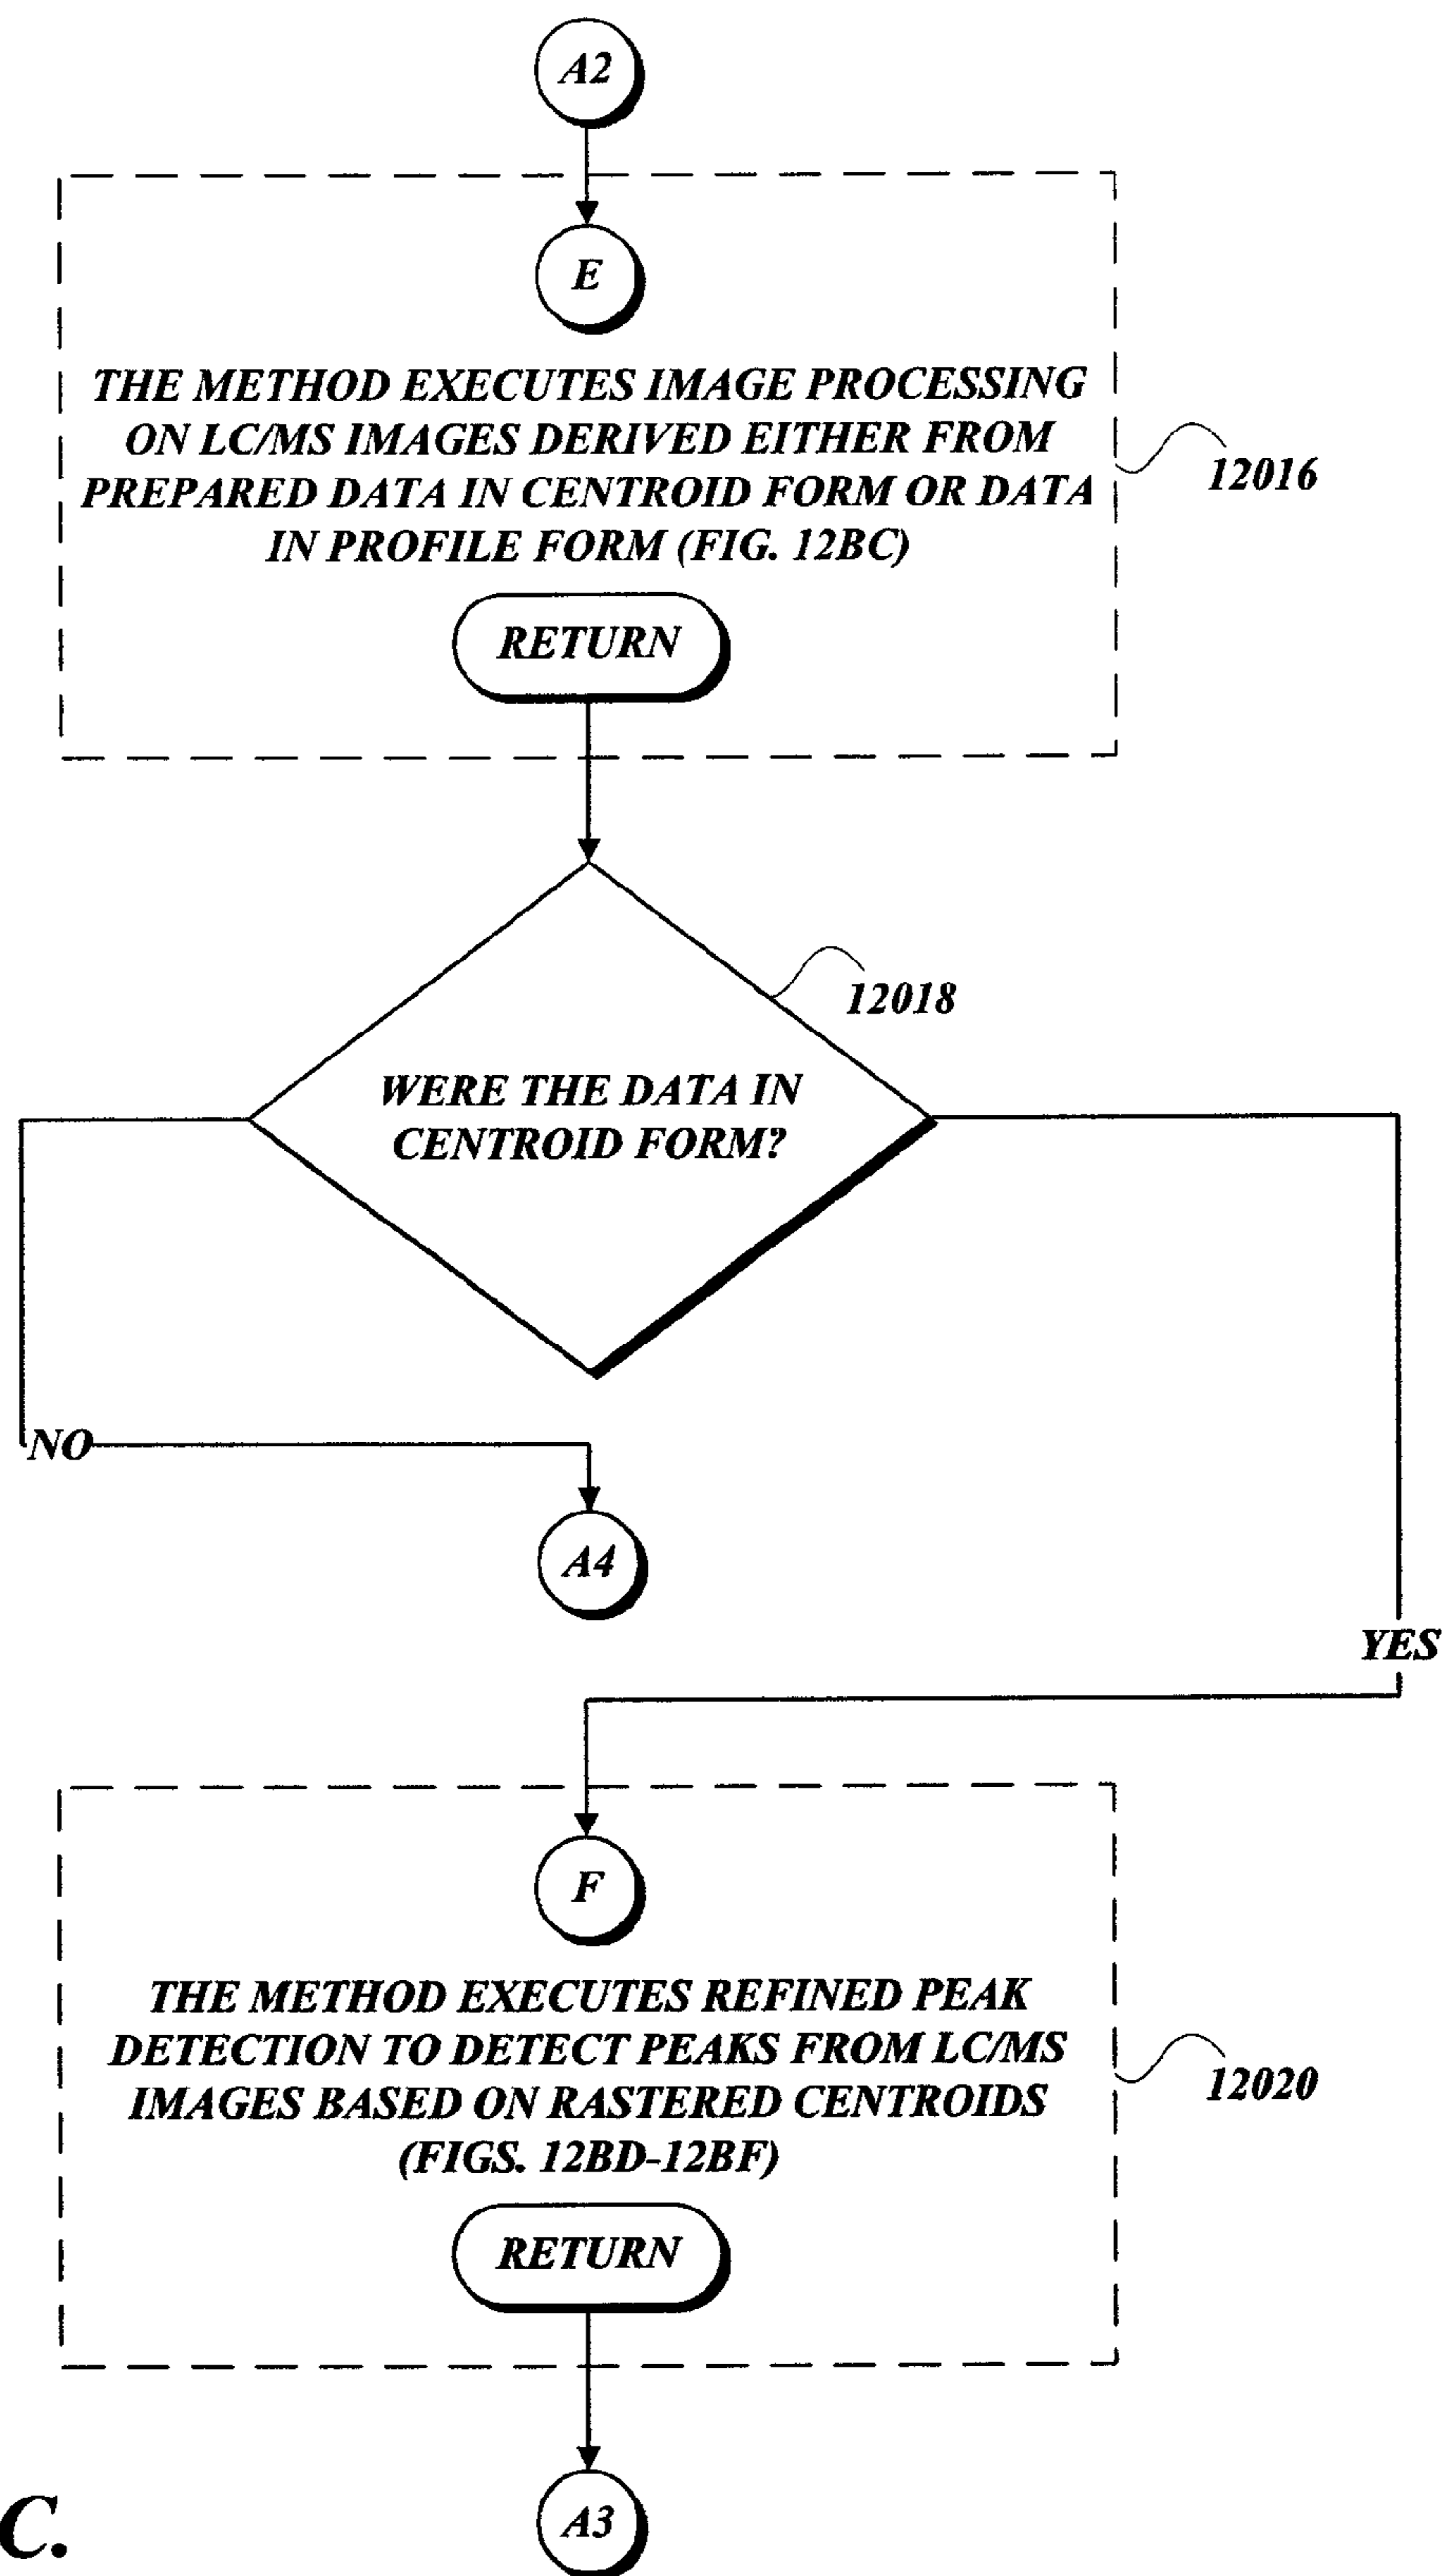 A2
E
THE METHOD EXECUTES IMAGE PROCESSING
ON LC/MS IMAGES DERIVED EITHER FROM
PREPARED DATA IN CENTROID FORM OR DATA
IN PROFILE FORM (FIG. 12BC)
12016
RETURN
12018
WERE THE DATA IN
CENTROID FORM?
NO
A4
YES
F
THE METHOD EXECUTES REFINED PEAK
DETECTION TO DETECT PEAKS FROM LC/MS
IMAGES BASED ON RASTERED CENTROIDS
(FIGS. 12BD-12BF)
12020
RETURN
A3
C.